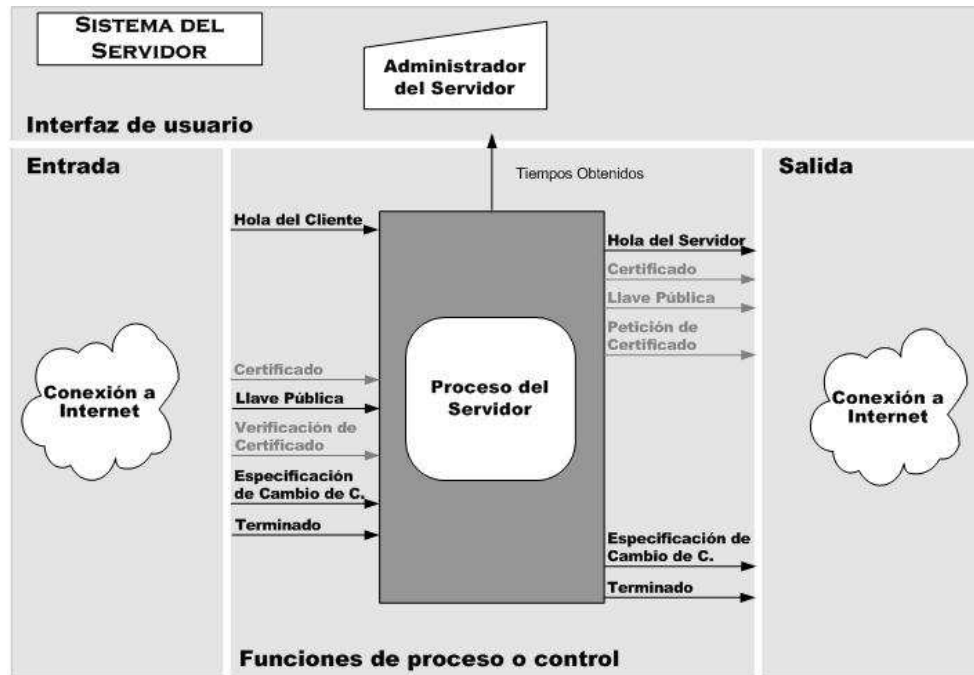 SISTEMA DEL
SERVIDOR
Administrador
del Servidor
Interfaz de usuario
Entrada
Tiempos Obtenidos
Salida
Hola del Cliente
Hola del Servidor
Certificado
Llave Pública
Petición de
Certificado
Conexión a
Internet
Certificado
Llave Pública
Verificación de
Certificado
Especificación
de Cambio de C.
Terminado
Proceso del
Servidor
Conexión a
Internet
Especificación de
Cambio de C.
Terminado
Funciones de proceso o control